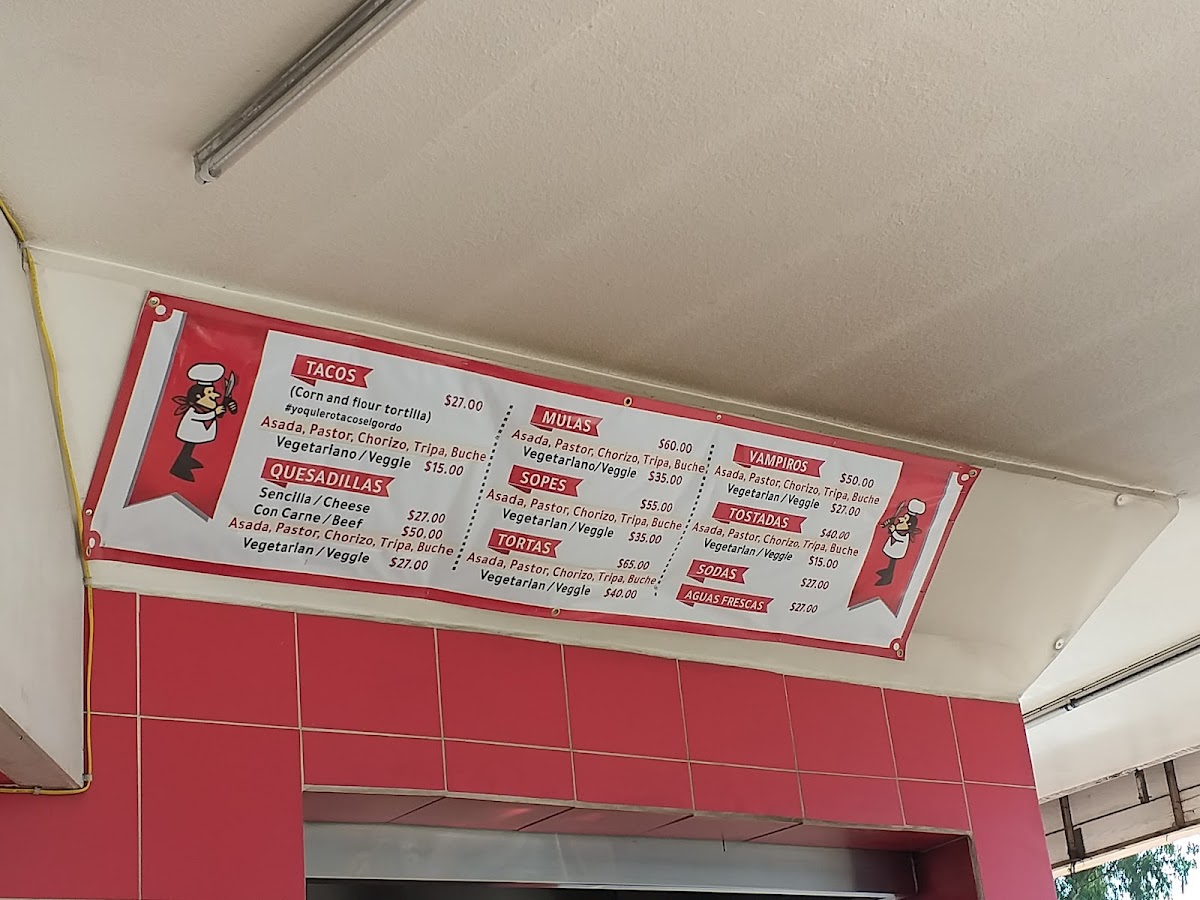 TACOS
(Corn and flour tortilla) $27.00
#yoquierotacoselgordo
Asada, Pastor, Chorizo, Tripa, Buche
Vegetariano/Veggie $15.00
QUESADILLAS
Sencilla / Cheese $27.00
Con Carne / Beef $50.00
Asada, Pastor, Chorizo, Tripa, Buche
Vegetarian / Veggle $27.00
MULAS $60.00
Asada, Pastor, Chorizo, Tripa, Buche
Vegetariano/Veggie $35.00
SOPES $55.00
Asada, Pastor, Chorizo, Tripa, Buche
Vegetarian / Veggie $35.00
TORTAS $65.00
Asada, Pastor, Chorizo, Tripa, Buche
Vegetarian / Veggie $40.00
VAMPIROS $50.00
Asada, Pastor, Chorizo, Tripa, Buche
Vegetarian / Veggie $27.00
TOSTADAS $40.00
Asada, Pastor, Chorizo, Tripa, Buche
Vegetarian / Veggie $15.00
SODAS $27.00
AGUAS FRESCAS $27.00